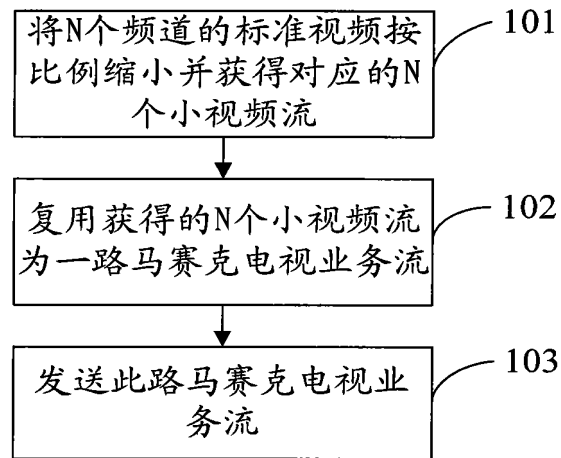 将N个频道的标准视频按
比例缩小并获得对应的N
个小视频流
101
复用获得的N个小视频流
为一路马赛克电视业务流
102
发送此路马赛克电视业
务流
103